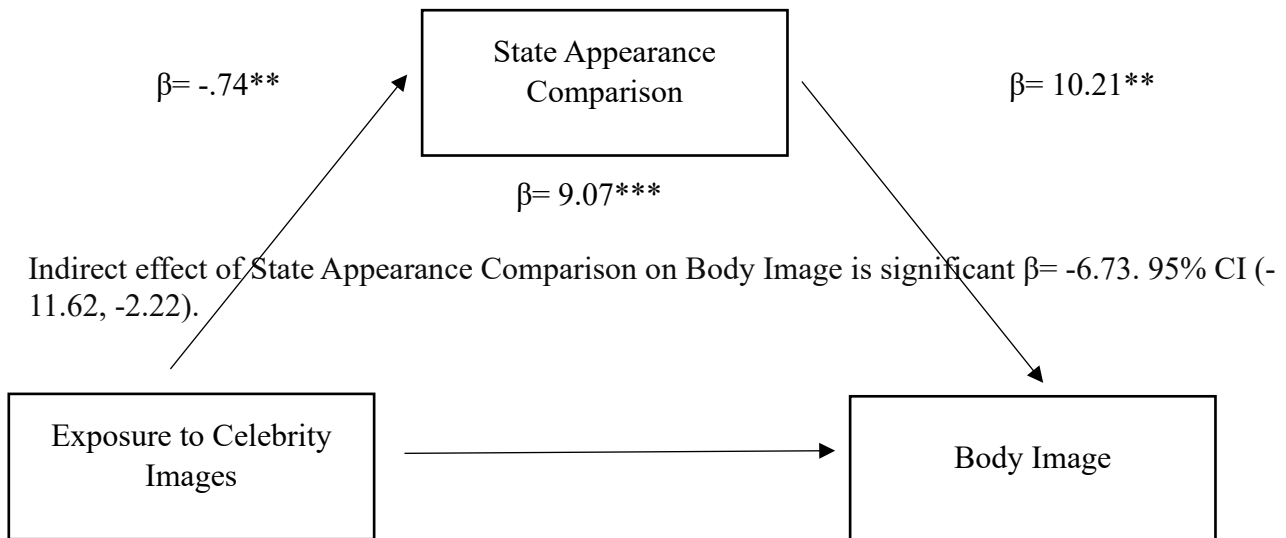 State Appearance
Comparison
β= -.74**
β= 10.21**
β= 9.07***
Indirect effect of State Appearance Comparison on Body Image is significant β= -6.73. 95% CI (-
11.62, -2.22).
Exposure to Celebrity
Images
Body Image